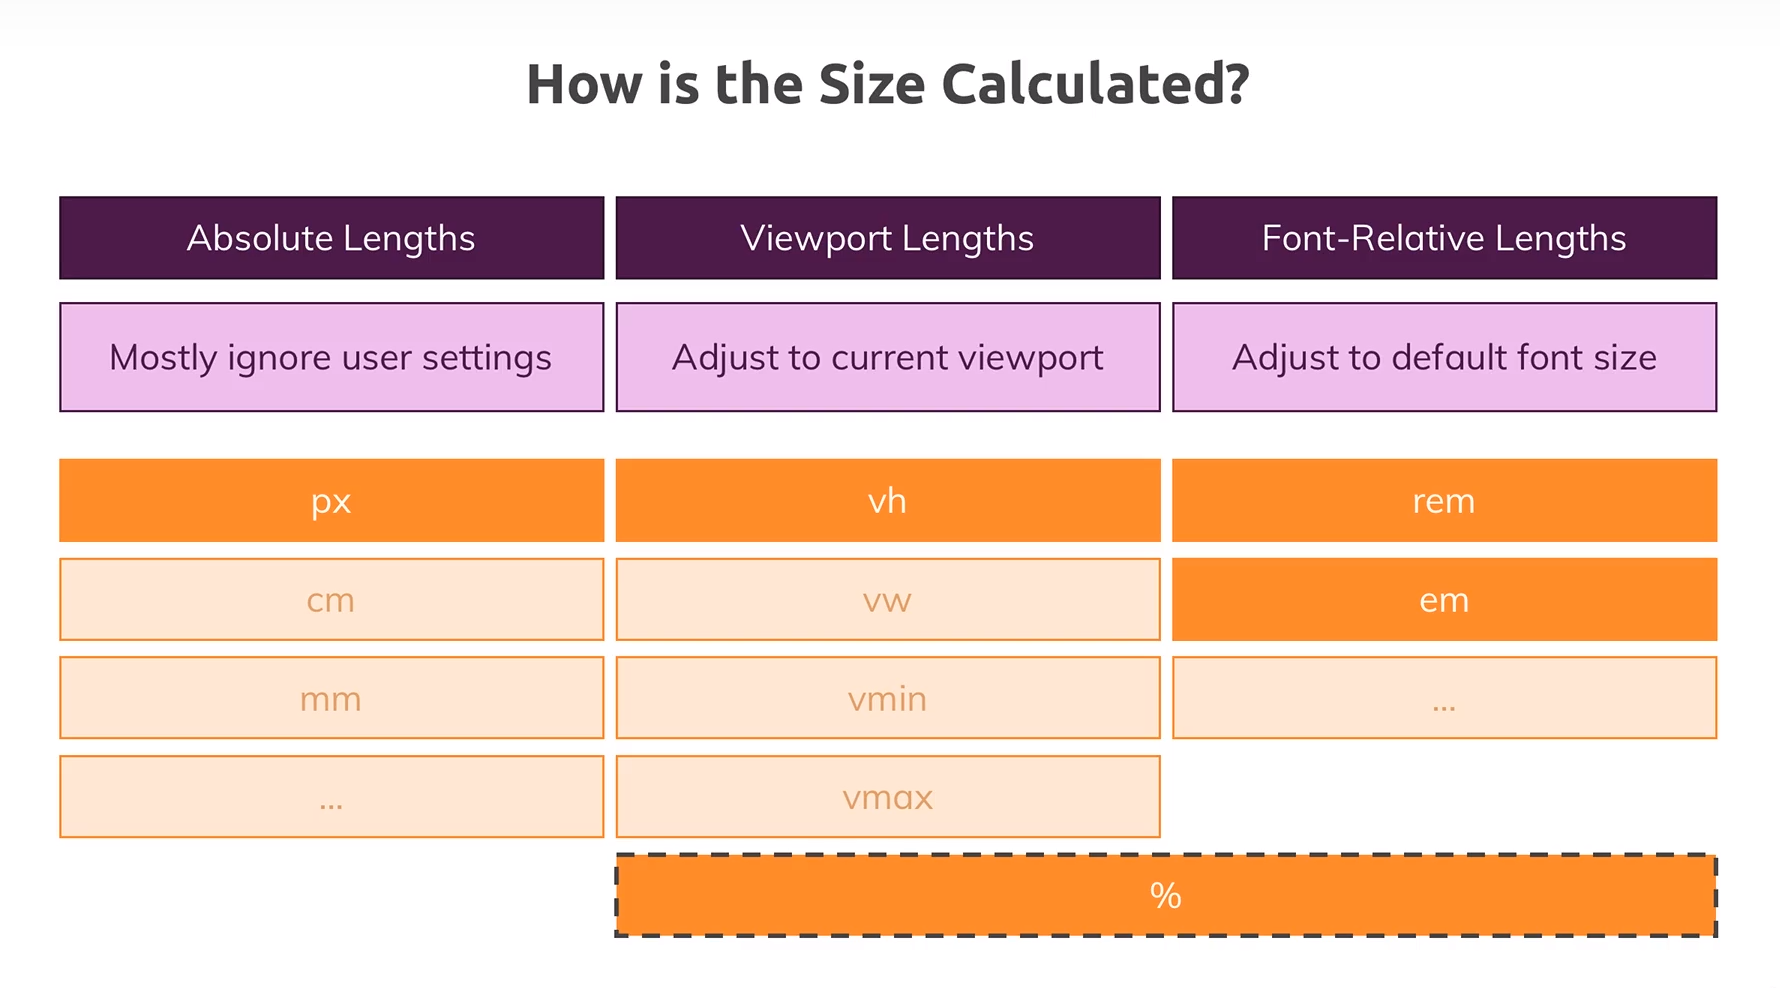 How is the Size Calculated?
Absolute Lengths
Viewport Lengths
Font-Relative Lengths
Mostly ignore user settings
Adjust to current viewport
Adjust to default font size
px
vh
rem
cm
vw
em
mm
vmin
...
...
vmax
%